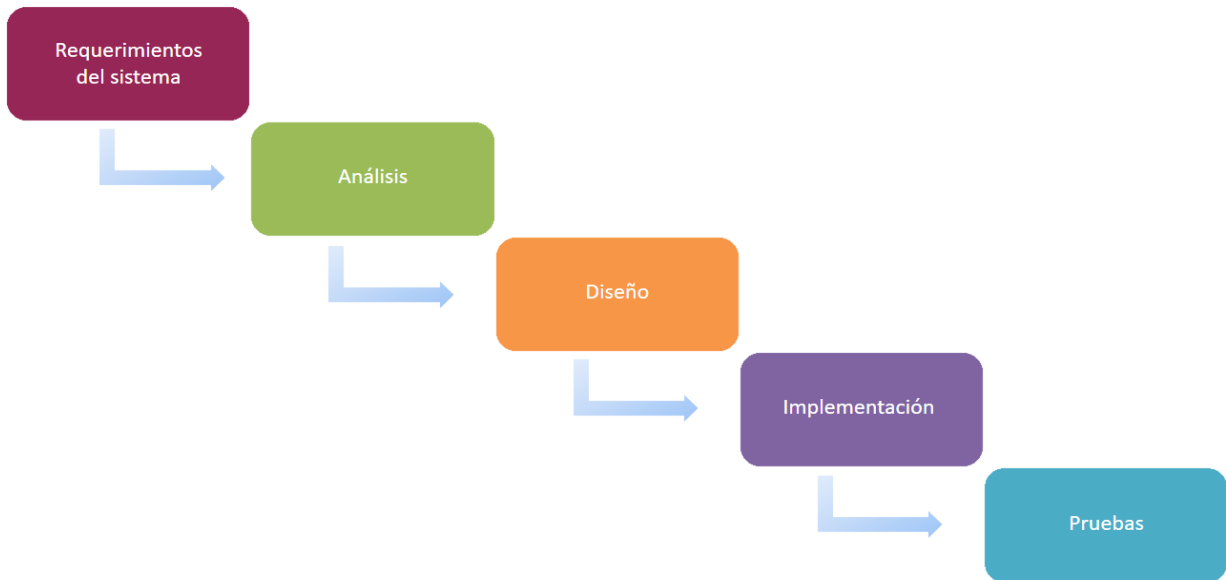 Requerimientos
del sistema
Análisis
Diseño
Implementación
Pruebas